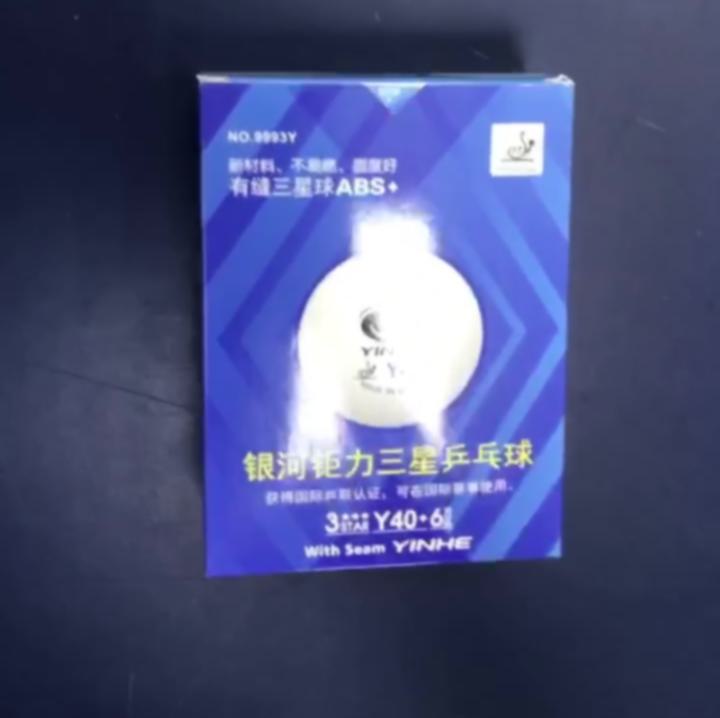 NO.9993Y
新材料、不易燃、圆度好
有缝三星球ABS+
YIN
银河钜力三星乒乓球
获得国际乒联认证，可在国际赛事使用。
3 STAR Y40+6
With Seam YINHE